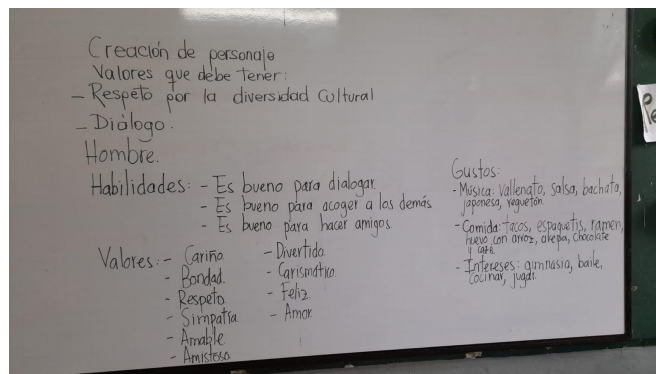 Creación de personaje
Valores que debe tener:
- Respeto por la diversidad Cultural
- Diálogo.
Hombre.
Habilidades: - Es bueno para dialogar.
- Es bueno para acoger a los demás
- Es bueno para hacer amigos.
Valores: - Cariño.
- Bondad.
- Respeto.
- Simpatía
- Amable
- Amistoso.
- Divertido.
- Carismático.
- Feliz.
- Amor.
Gustos:
- Música: Vallenato, salsa, bachata,
japonesa, reguetón.
- Comida: tacos, espaguetis, ramen,
huevo con arroz, arepa, chocolate
y café.
- Intereses: gimnasia, baile,
cocinar, jugar.